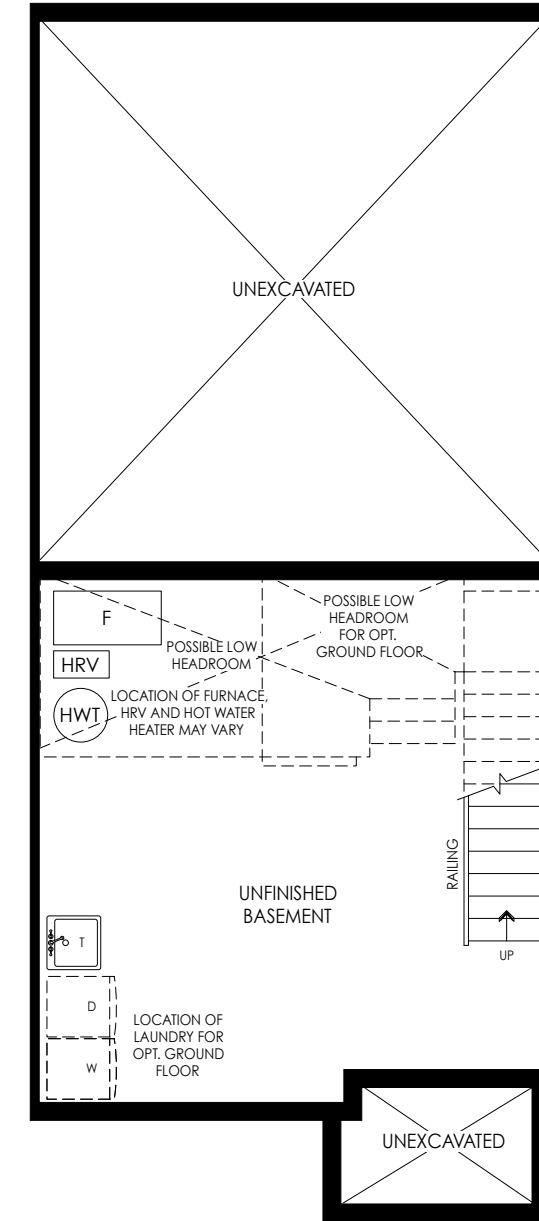 UNEXCAVATED
POSSIBLE LOW
HEADROOM
FOR OPT.
GROUND FLOOR
F
POSSIBLE LOW
HEADROOM
HRV
LOCATION OF FURNACE,
HRV AND HOT WATER
HEATER MAY VARY
HWT
RAILING
UNFINISHED
BASEMENT
T
UP
D
LOCATION OF
LAUNDRY FOR
OPT. GROUND
FLOOR
W
UNEXCAVATED